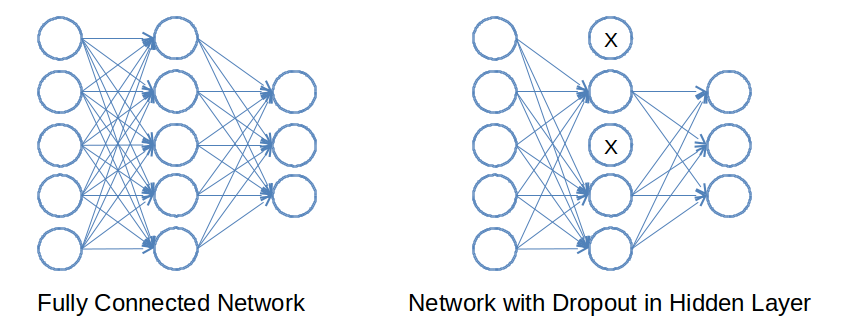 X
X
Fully Connected Network
Network with Dropout in Hidden Layer